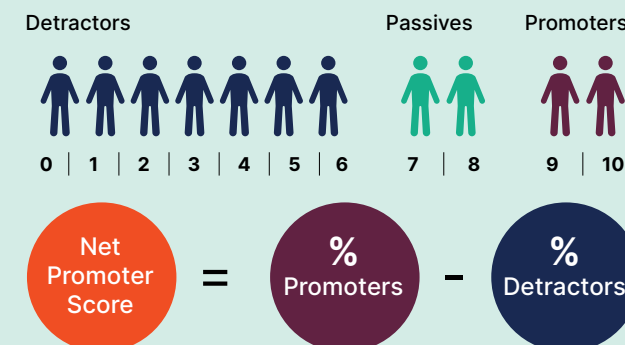 Detractors Passives Promoters
0 | 1 | 2 | 3 | 4 | 5 | 6 7 | 8 9 | 10
Net
Promoter
Score
=
%
Promoters
-
%
Detractors